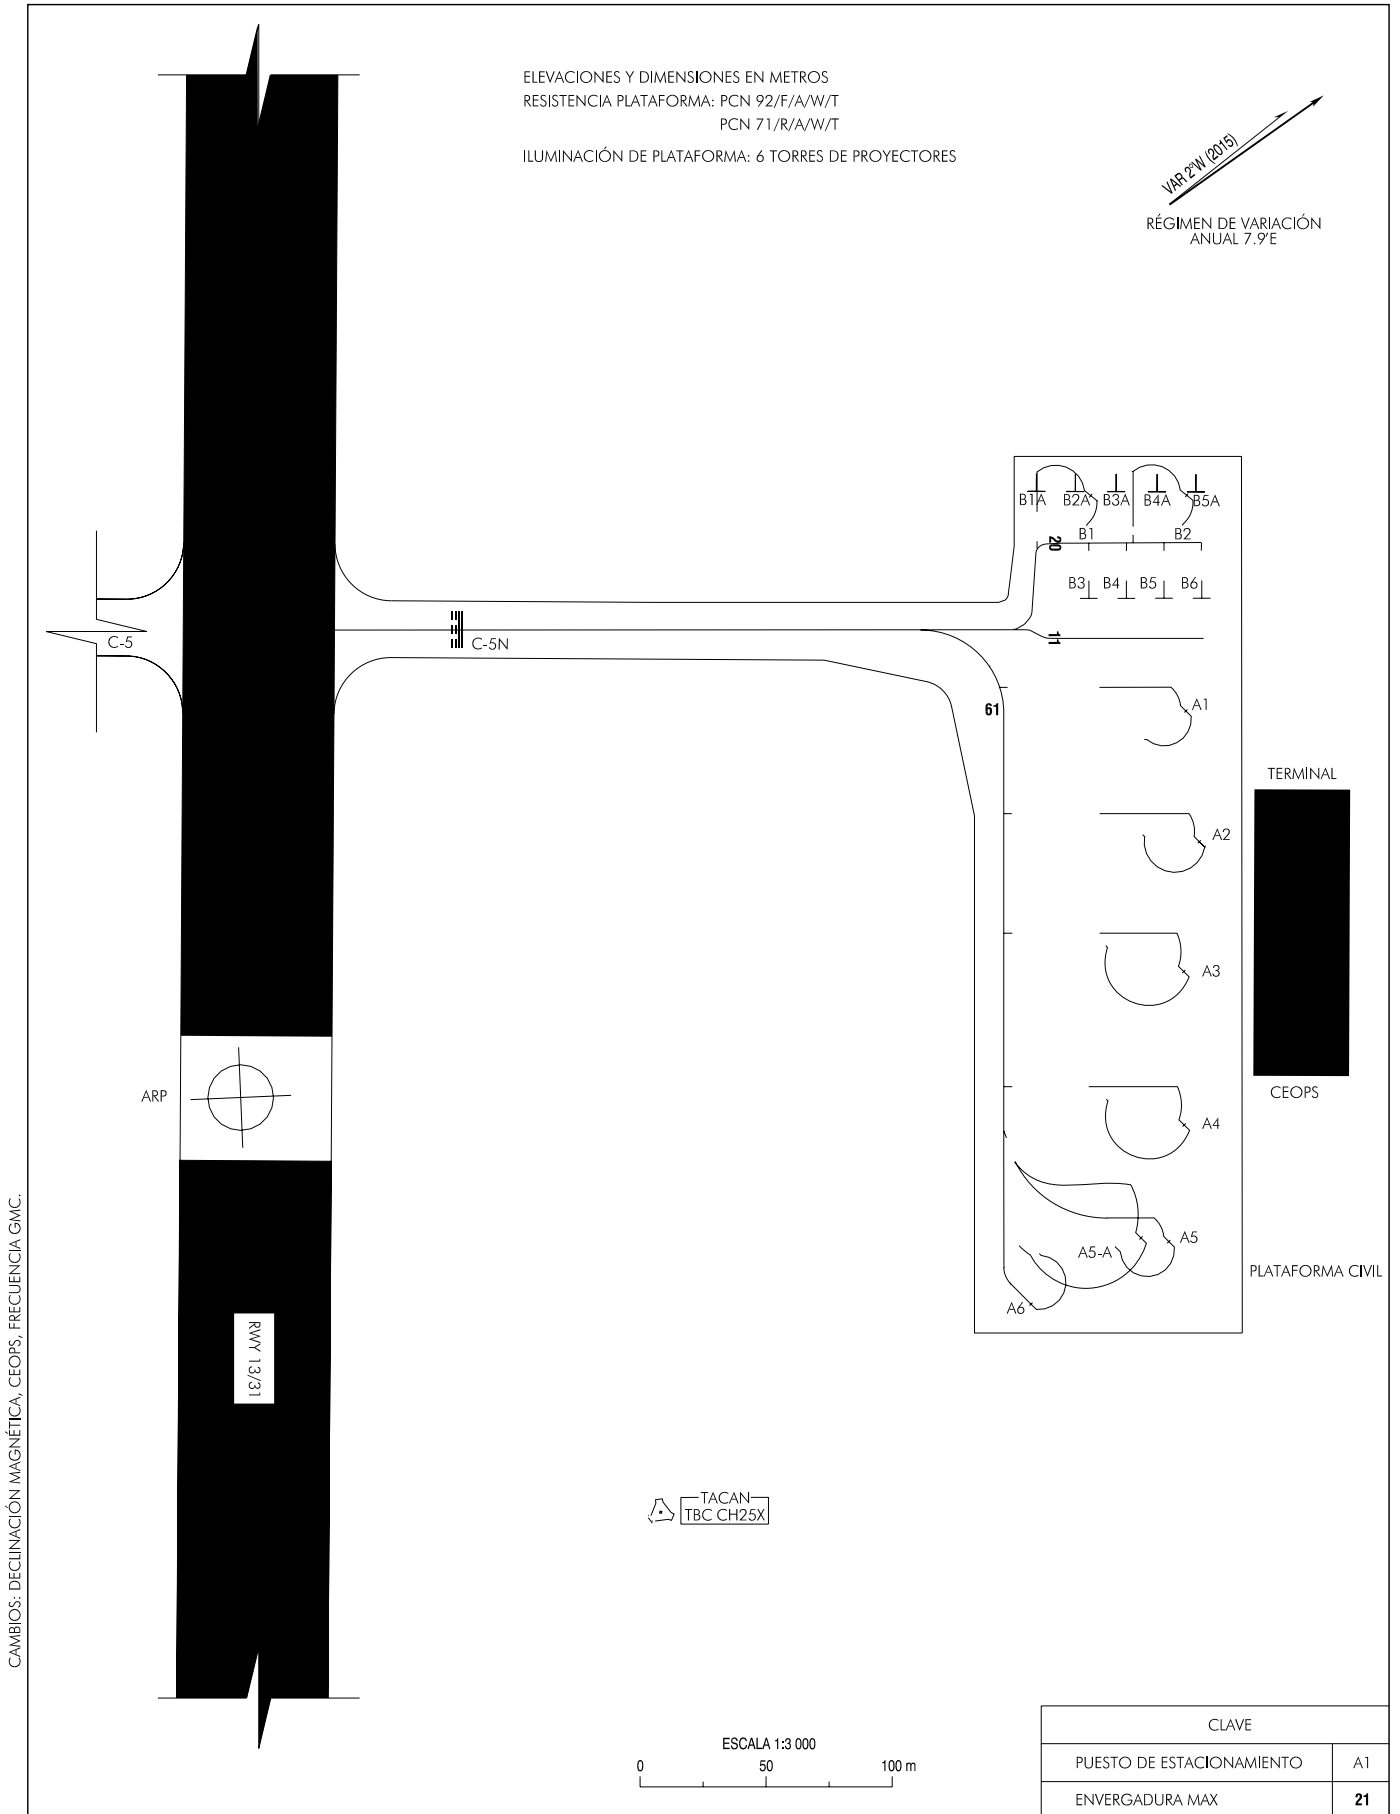 ELEVACIONES Y DIMENSIONES EN METROS
RESISTENCIA PLATAFORMA: PCN 92/F/A/W/T
PCN 71/R/A/W/T
ILUMINACIÓN DE PLATAFORMA: 6 TORRES DE PROYECTORES
VAR 2°W (2015)
RÉGIMEN DE VARIACIÓN
ANUAL 7.9'E
B1A B2A B3A B4A B5A
B1 B2
20
B3 B4 B5 B6
11
C-5
C-5N
61
A1
TERMINAL
A2
A3
CEOPS
ARP
A4
A5
A5-A
PLATAFORMA CIVIL
A6
RWY 13/31
CAMBIOS: DECLINACIÓN MAGNÉTICA, CEOPS, FRECUENCIA GMC.
TACAN
TBC CH25X
ESCALA 1:3 000
0 50 100 m
CLAVE
PUESTO DE ESTACIONAMIENTO A1
ENVERGADURA MAX 21